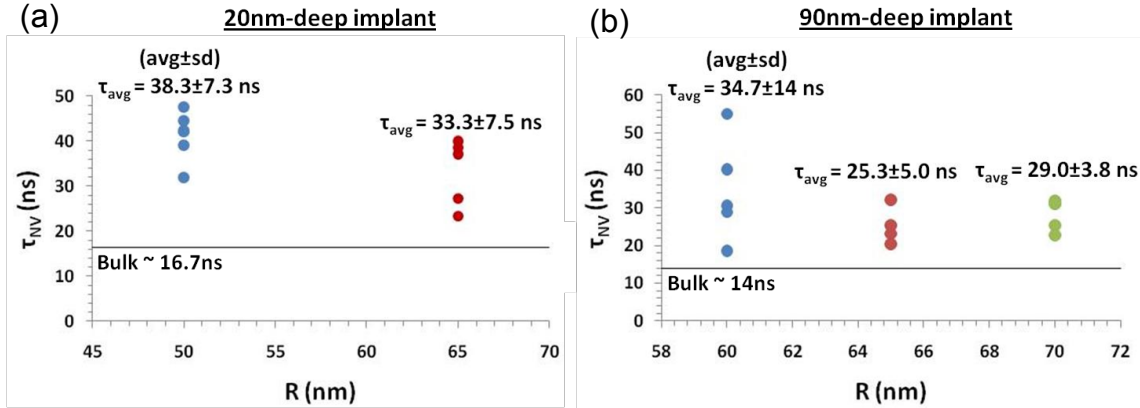 (a)
20nm-deep implant
(avg±sd)
τavg = 38.3±7.3 ns
τavg = 33.3±7.5 ns
50
40
30
20
10
0
τNV (ns)
Bulk ~ 16.7ns
45 50 55 60 65 70
R (nm)
(b)
90nm-deep implant
(avg±sd)
τavg = 34.7±14 ns
τavg = 25.3±5.0 ns
τavg = 29.0±3.8 ns
60
50
40
30
20
10
0
τNV (ns)
Bulk ~ 14ns
58 60 62 64 66 68 70 72
R (nm)